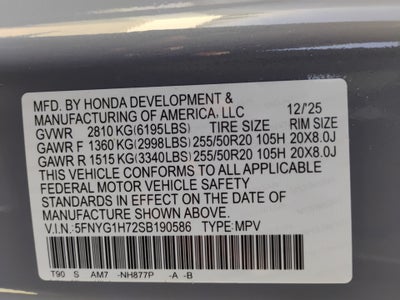 MFD. BY HONDA DEVELOPMENT &
MANUFACTURING OF AMERICA, LLC 12/'25
GVWR 2810 KG(6195LBS) TIRE SIZE RIM SIZE
GAWR F 1360 KG(2998LBS) 255/50R20 105H 20X8.0J
GAWR R 1515 KG(3340LBS) 255/50R20 105H 20X8.0J
THIS VEHICLE CONFORMS TO ALL APPLICABLE
FEDERAL MOTOR VEHICLE SAFETY
STANDARDS IN EFFECT ON THE DATE OF
MANUFACTURE SHOWN ABOVE.
V.I.N.:5FNYG1H72SB190586 TYPE:MPV
T90 S AM7 -NH877P -A -B